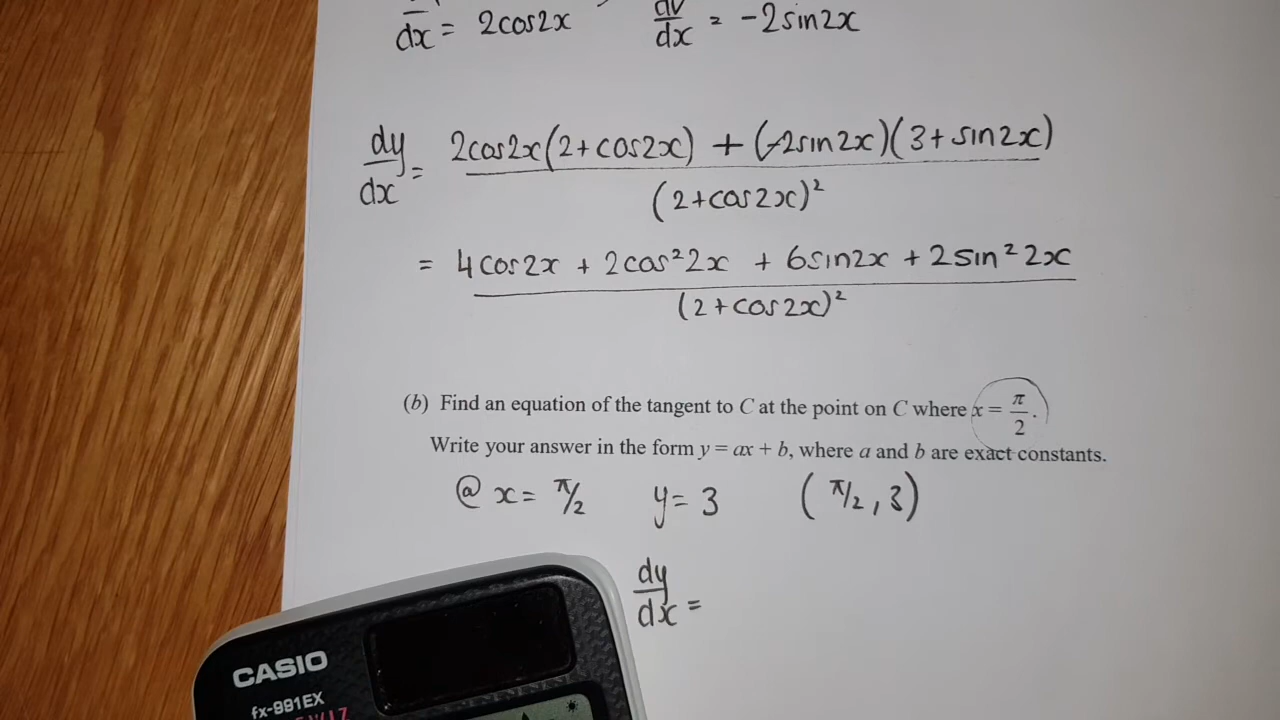 dx = 2cos2x dv/dx = -2sin2x
dy/dx = 2cos2x(2+cos2x) + (-2sin2x)(3+sin2x)
(2+cos2x)²
= 4cos2x + 2cos²2x + 6sin2x + 2sin²2x
(2+cos2x)²
(b) Find an equation of the tangent to C at the point on C where x = π/2.
Write your answer in the form y = ax + b, where a and b are exact constants.
@ x = π/2 y = 3 (π/2, 3)
dy/dx =
CASIO
fx-991EX